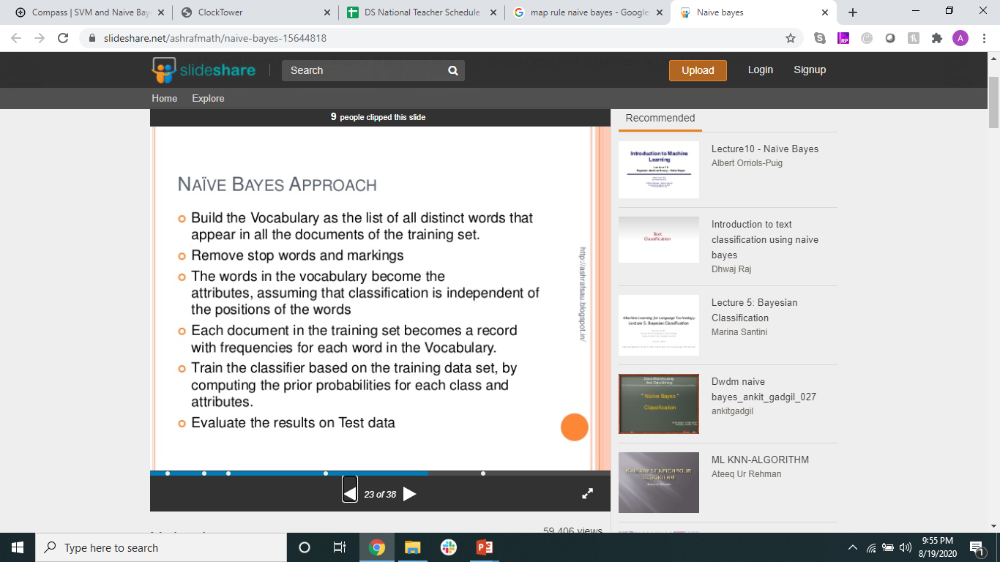 Compass | SVM and Naive Bay
ClockTower
DS National Teacher Schedule
map rule naive bayes - Google
Naive bayes
slideshare.net/ashrafmath/naive-bayes-15644818
RP
A
slideshare
Search
Upload
Login
Signup
Home
Explore
9 people clipped this slide
NAÏVE BAYES APPROACH
Build the Vocabulary as the list of all distinct words that
appear in all the documents of the training set.
Remove stop words and markings
The words in the vocabulary become the
attributes, assuming that classification is independent of
the positions of the words
Each document in the training set becomes a record
with frequencies for each word in the Vocabulary.
Train the classifier based on the training data set, by
computing the prior probabilities for each class and
attributes.
Evaluate the results on Test data
http://ashrafsau.blogspot.in/
23 of 38
59,406 views
Recommended
Introduction to Machine
Learning
Lecture10 - Naïve Bayes
Albert Orriols-Puig
Text
Classification
Introduction to text
classification using naive
bayes
Dhwaj Raj
Machine Learning for Language Technology
Lecture 5: Bayesian Classification
Lecture 5: Bayesian
Classification
Marina Santini
Data Warehousing
And Data Mining
" Naïve Bayes "
Classification
Dwdm naive
bayes_ankit_gadgil_027
ankitgadgil
K-NEAREST NEIGHBOUR
ALGORITHM
ML KNN-ALGORITHM
Ateeq Ur Rehman
Type here to search
9:55 PM
8/19/2020
1